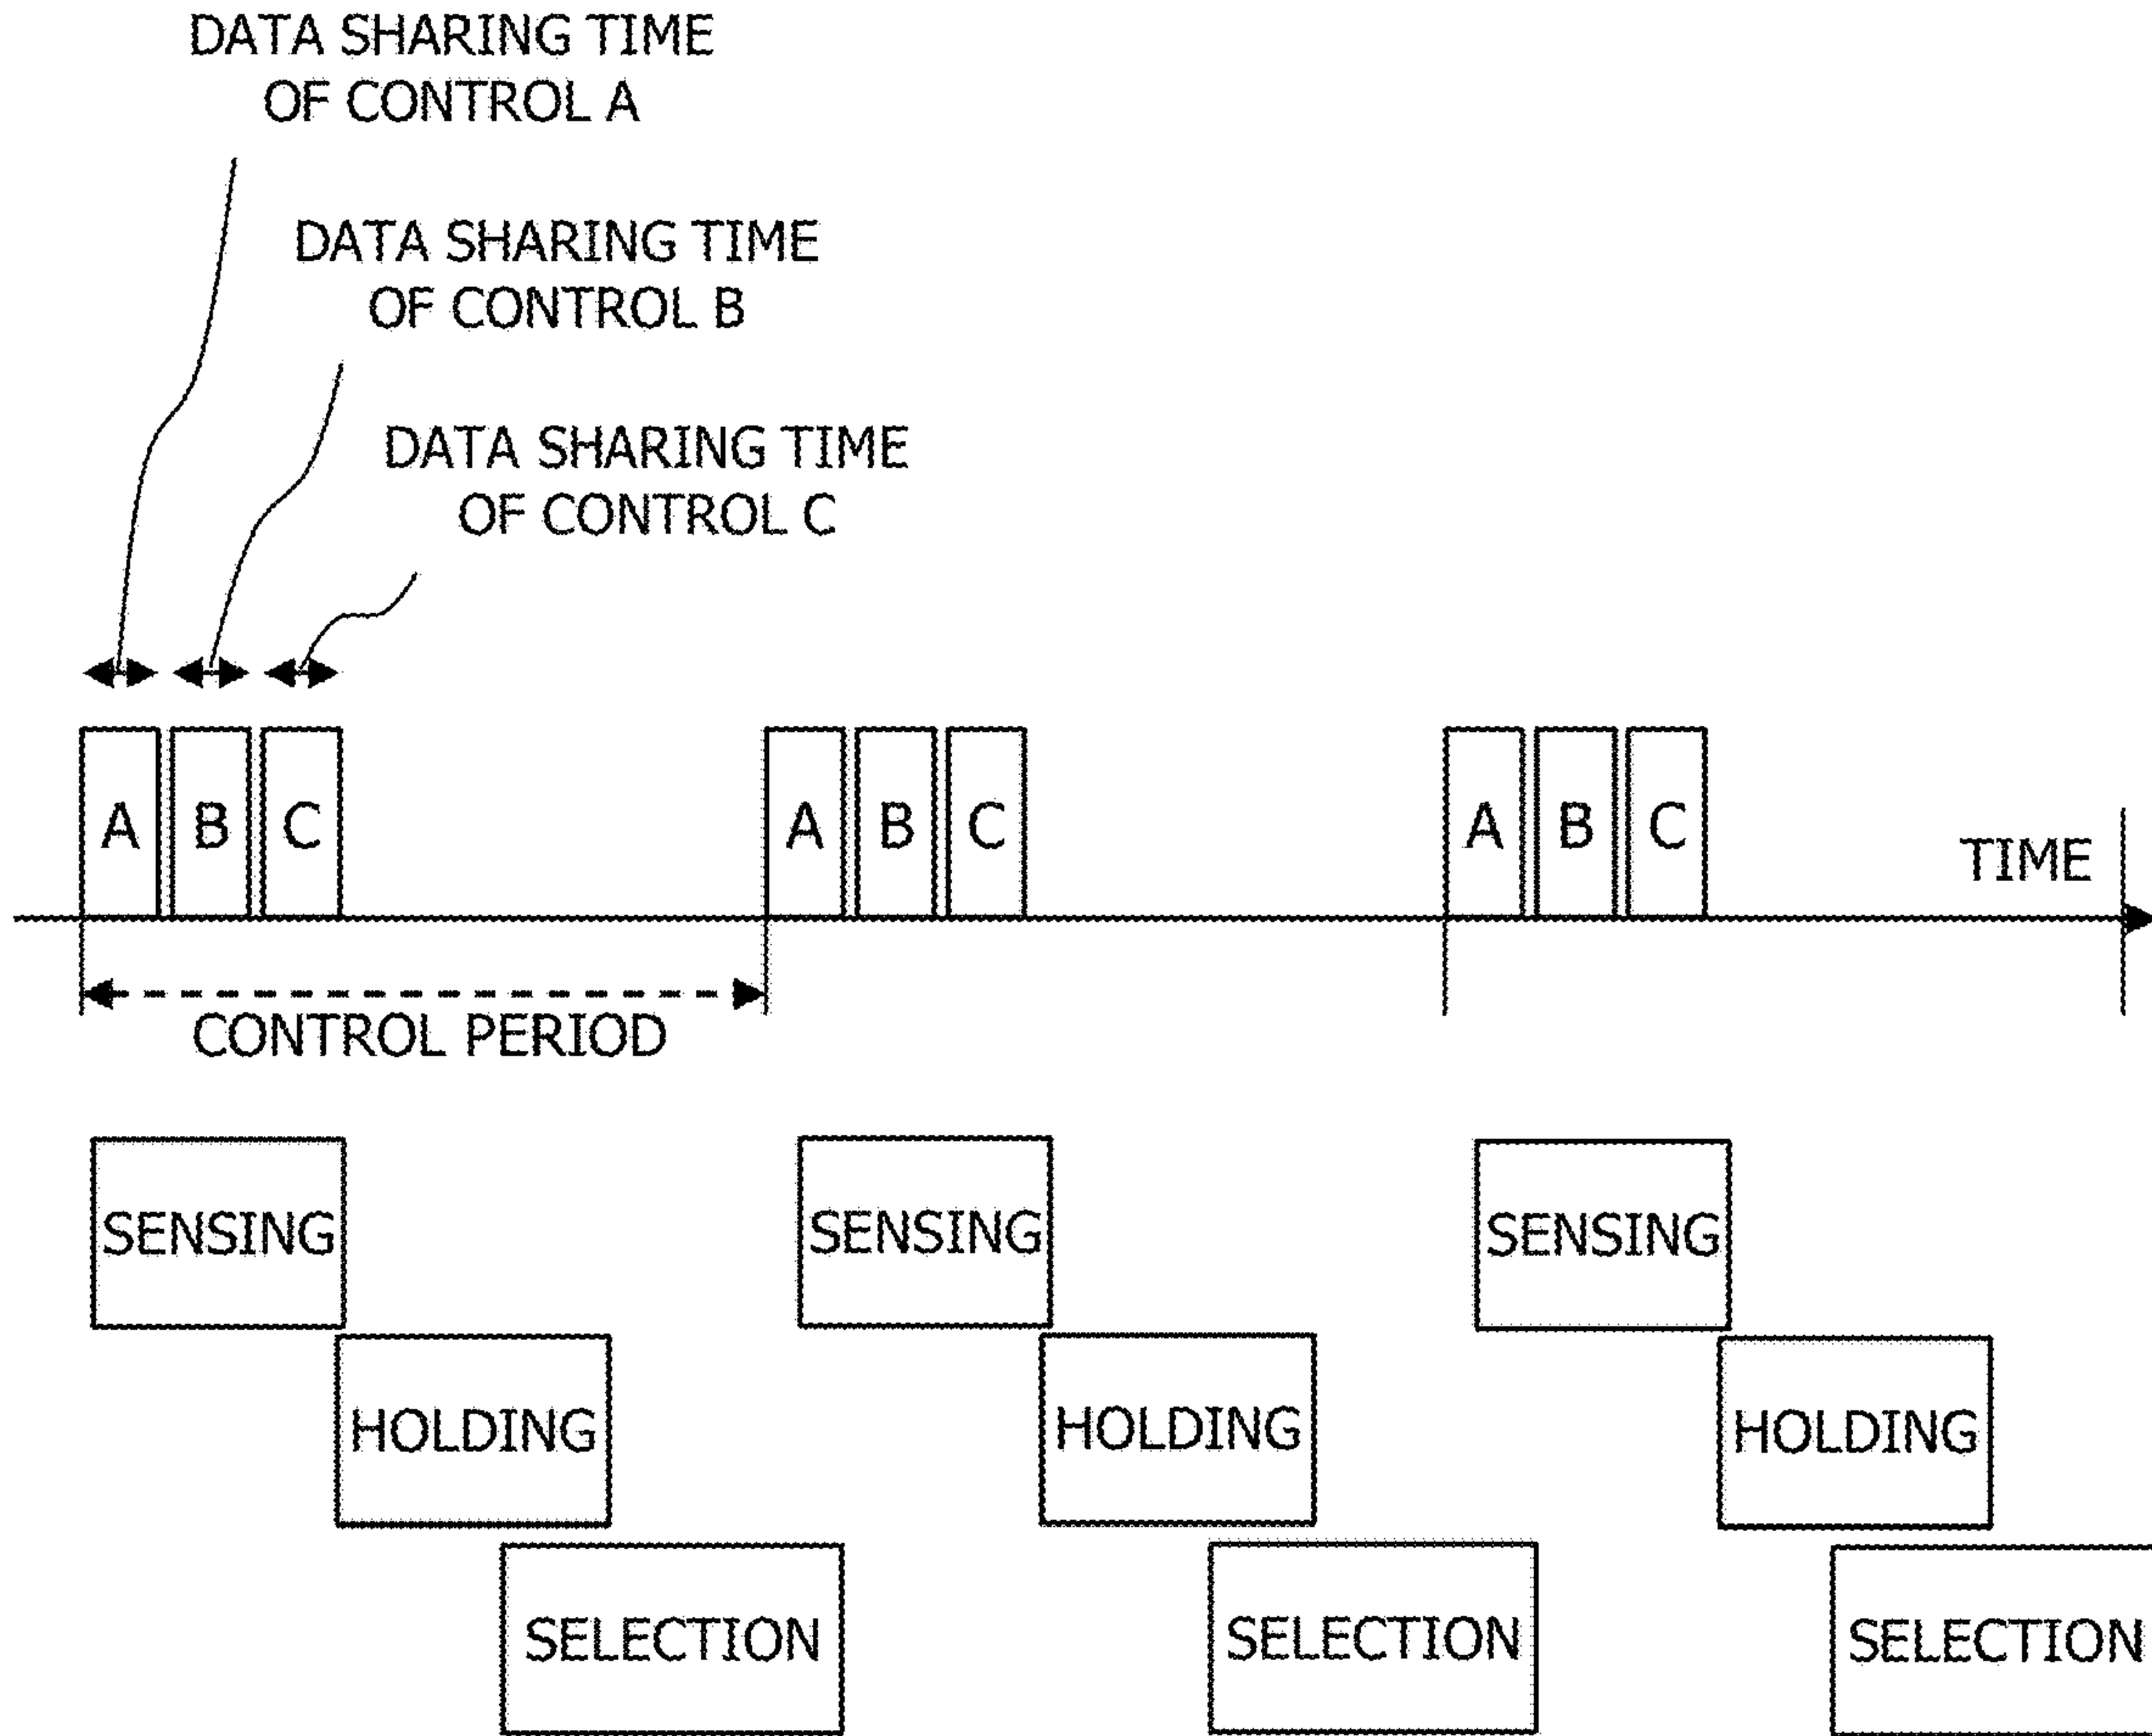 DATA SHARING TIME
OF CONTROL A
DATA SHARING TIME
OF CONTROL B
DATA SHARING TIME
OF CONTROL C
A B C A B C A B C
TIME
CONTROL PERIOD
SENSING SENSING SENSING
HOLDING HOLDING HOLDING
SELECTION SELECTION SELECTION